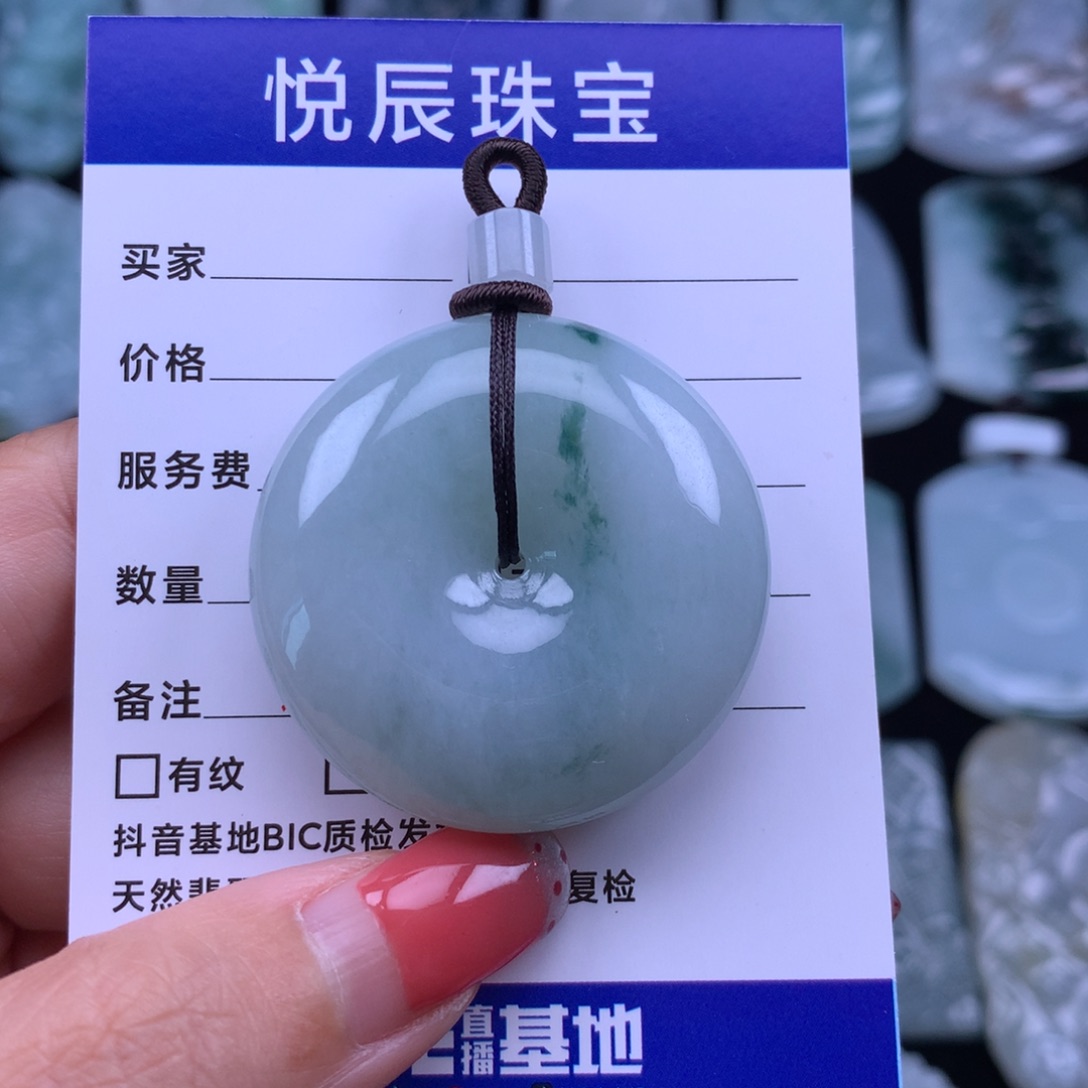 悦辰珠宝
买家
价格
服务费
数量
备注
有纹
抖音基地BIC质检发
天然 复检
直播基地